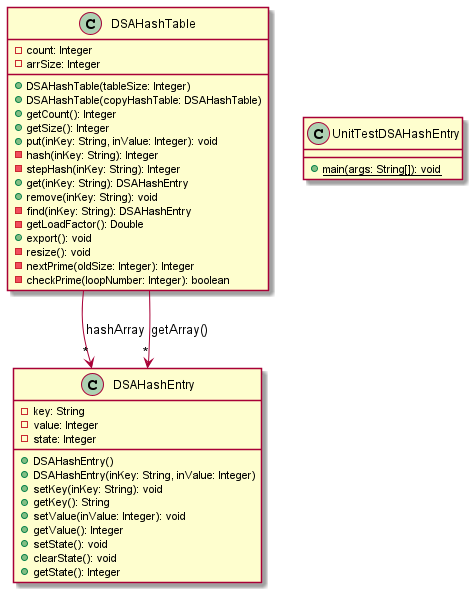 C DSAHashTable
count: Integer
arrSize: Integer
DSAHashTable(tableSize: Integer)
DSAHashTable(copyHashTable: DSAHashTable)
getCount(): Integer
getSize(): Integer
put(inKey: String, inValue: Integer): void
hash(inKey: String): Integer
stepHash(inKey: String): Integer
get(inKey: String): DSAHashEntry
remove(inKey: String): void
find(inKey: String): DSAHashEntry
getLoadFactor(): Double
export(): void
resize(): void
nextPrime(oldSize: Integer): Integer
checkPrime(loopNumber: Integer): boolean
C UnitTestDSAHashEntry
main(args: String[]): void
hashArray
getArray()
*
*
C DSAHashEntry
key: String
value: Integer
state: Integer
DSAHashEntry()
DSAHashEntry(inKey: String, inValue: Integer)
setKey(inKey: String): void
getKey(): String
setValue(inValue: Integer): void
getValue(): Integer
setState(): void
clearState(): void
getState(): Integer